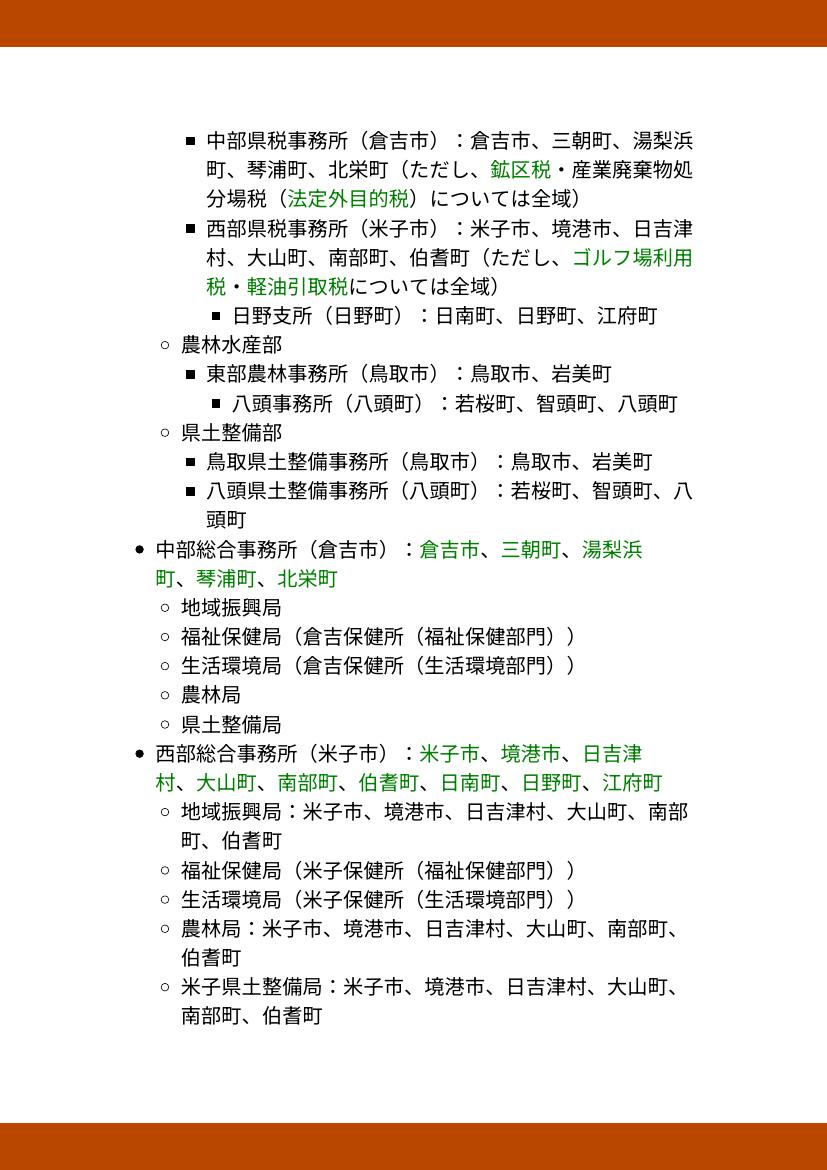 中部県税事務所（倉吉市）：倉吉市、三朝町、湯梨浜
町、琴浦町、北栄町（ただし、鉱区税・産業廃棄物処
分場税（法定外目的税）については全域）
西部県税事務所（米子市）：米子市、境港市、日吉津
村、大山町、南部町、伯耆町（ただし、ゴルフ場利用
税・軽油引取税については全域）
日野支所（日野町）：日南町、日野町、江府町
農林水産部
東部農林事務所（鳥取市）：鳥取市、岩美町
八頭事務所（八頭町）：若桜町、智頭町、八頭町
県土整備部
鳥取県土整備事務所（鳥取市）：鳥取市、岩美町
八頭県土整備事務所（八頭町）：若桜町、智頭町、八
頭町
中部総合事務所（倉吉市）：倉吉市、三朝町、湯梨浜
町、琴浦町、北栄町
地域振興局
福祉保健局（倉吉保健所（福祉保健部門））
生活環境局（倉吉保健所（生活環境部門））
農林局
県土整備局
西部総合事務所（米子市）：米子市、境港市、日吉津
村、大山町、南部町、伯耆町、日南町、日野町、江府町
地域振興局：米子市、境港市、日吉津村、大山町、南部
町、伯耆町
福祉保健局（米子保健所（福祉保健部門））
生活環境局（米子保健所（生活環境部門））
農林局：米子市、境港市、日吉津村、大山町、南部町、
伯耆町
米子県土整備局：米子市、境港市、日吉津村、大山町、
南部町、伯耆町